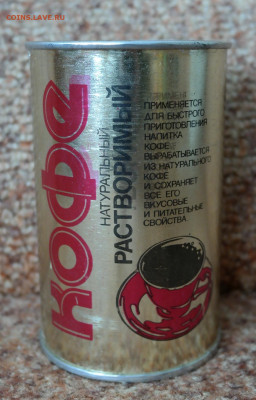 COINS.LAVE.RU
кофе
НАТУРАЛЬНЫЙ
РАСТВОРИМЫЙ
ПРИМЕНЯЕТСЯ
ДЛЯ БЫСТРОГО
ПРИГОТОВЛЕНИЯ
НАПИТКА
КОФЕ
ВЫРАБАТЫВАЕТСЯ
ИЗ НАТУРАЛЬНОГО
КОФЕ
И СОХРАНЯЕТ
ВСЕ ЕГО
ВКУСОВЫЕ
И ПИТАТЕЛЬНЫЕ
СВОЙСТВА